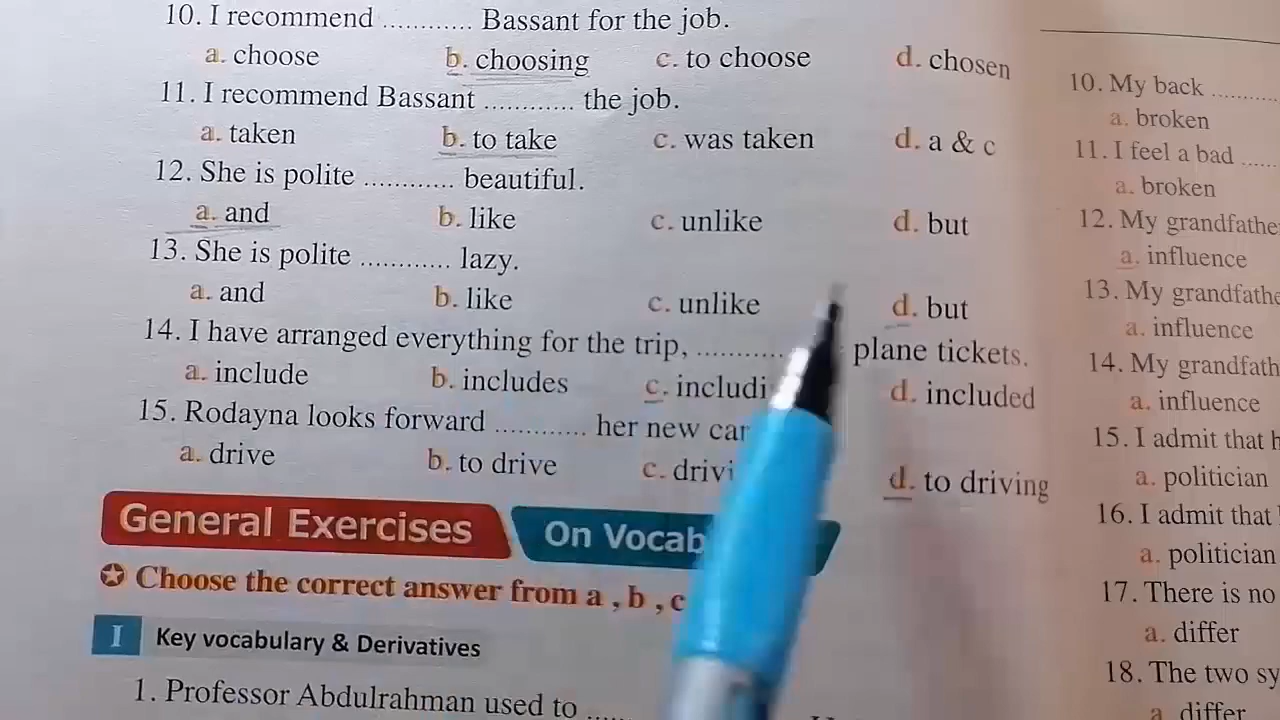 10. I recommend ............ Bassant for the job.
a. choose b. choosing c. to choose d. chosen
11. I recommend Bassant ............ the job.
a. taken b. to take c. was taken d. a & c
12. She is polite ............ beautiful.
a. and b. like c. unlike d. but
13. She is polite ............ lazy.
a. and b. like c. unlike d. but
14. I have arranged everything for the trip, ............ plane tickets.
a. include b. includes c. includi d. included
15. Rodayna looks forward ............ her new car
a. drive b. to drive c. drivi d. to driving
General Exercises On Vocab
Choose the correct answer from a , b , c
I Key vocabulary & Derivatives
1. Professor Abdulrahman used to ....
10. My back ..........
a. broken
11. I feel a bad ......
a. broken
12. My grandfathe
a. influence
13. My grandfathe
a. influence
14. My grandfath
a. influence
15. I admit that h
a. politician
16. I admit that
a. politician
17. There is no
a. differ
18. The two sy
a. differ